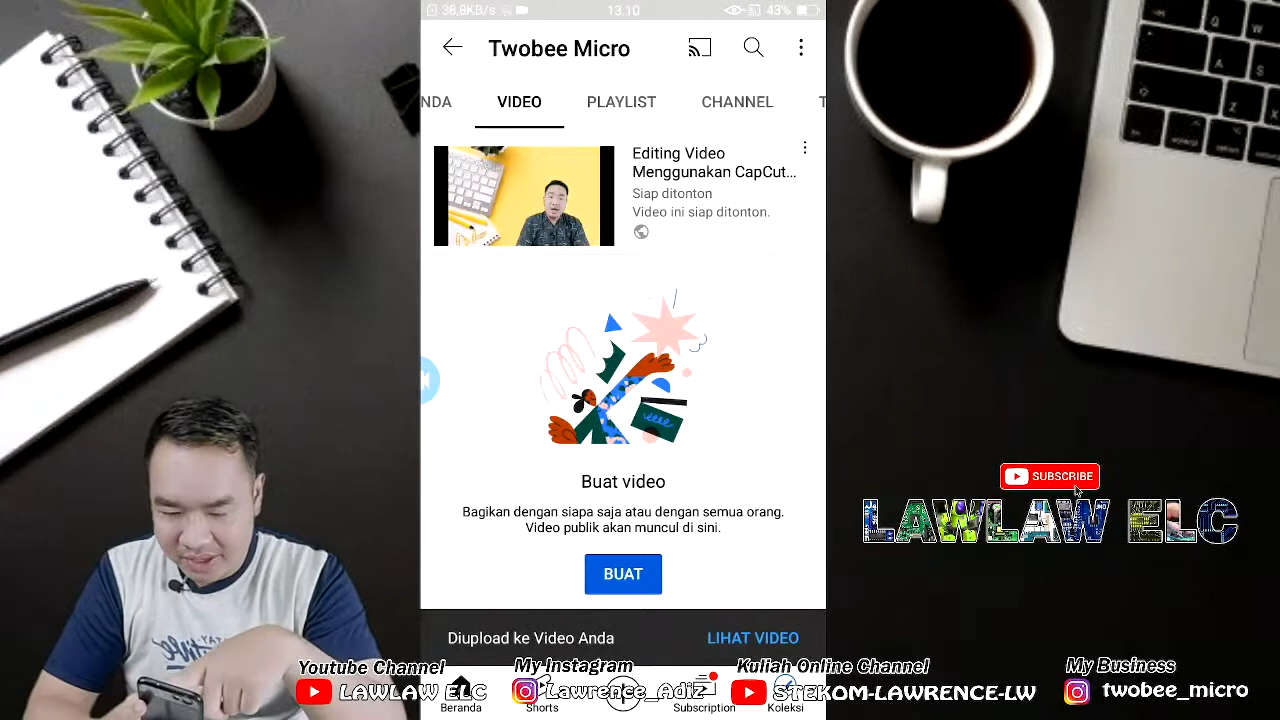 38,8KB/s
13.10
43%
Twobee Micro
NDA
VIDEO
PLAYLIST
CHANNEL
Editing Video
Menggunakan CapCut...
Siap ditonton
Video ini siap ditonton.
Buat video
Bagikan dengan siapa saja atau dengan semua orang.
Video publik akan muncul di sini.
BUAT
Diupload ke Video Anda
LIHAT VIDEO
Beranda
Shorts
Subscription
Koleksi
SUBSCRIBE
LAWLAW ELC
Youtube Channel
LAWLAW ELC
My Instagram
Lawrence_Adiz
Kuliah Online Channel
STEKOM-LAWRENCE-LW
My Business
twobee_micro